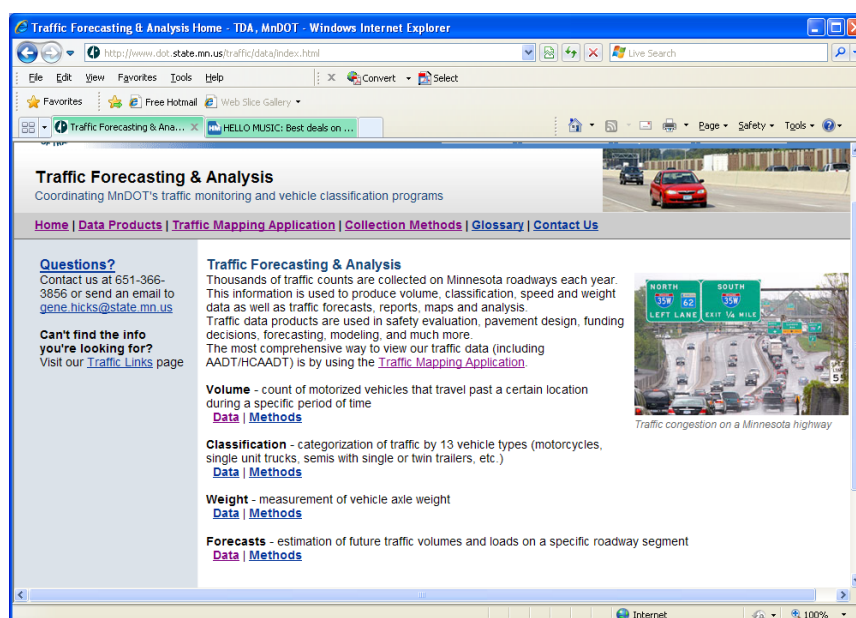 Traffic Forecasting & Analysis Home - TDA, MnDOT - Windows Internet Explorer
http://www.dot.state.mn.us/traffic/data/index.html
Live Search
File Edit View Favorites Tools Help
X Convert Select
Favorites Free Hotmail Web Slice Gallery
Traffic Forecasting & Ana... X HELLO MUSIC: Best deals on ...
Page Safety Tools
Traffic Forecasting & Analysis
Coordinating MnDOT's traffic monitoring and vehicle classification programs
Home | Data Products | Traffic Mapping Application | Collection Methods | Glossary | Contact Us
Questions?
Contact us at 651-366-
3856 or send an email to
gene.hicks@state.mn.us
Can't find the info
you're looking for?
Visit our Traffic Links page
Traffic Forecasting & Analysis
Thousands of traffic counts are collected on Minnesota roadways each year.
This information is used to produce volume, classification, speed and weight
data as well as traffic forecasts, reports, maps and analysis.
Traffic data products are used in safety evaluation, pavement design, funding
decisions, forecasting, modeling, and much more.
The most comprehensive way to view our traffic data (including
AADT/HCAADT) is by using the Traffic Mapping Application.
Volume - count of motorized vehicles that travel past a certain location
during a specific period of time
Data | Methods
Classification - categorization of traffic by 13 vehicle types (motorcycles,
single unit trucks, semis with single or twin trailers, etc.)
Data | Methods
Weight - measurement of vehicle axle weight
Data | Methods
Forecasts - estimation of future traffic volumes and loads on a specific roadway segment
Data | Methods
NORTH
35W 62
LEFT LANE
SOUTH
35W
EXIT 1/4 MILE
Traffic congestion on a Minnesota highway
Internet
100%